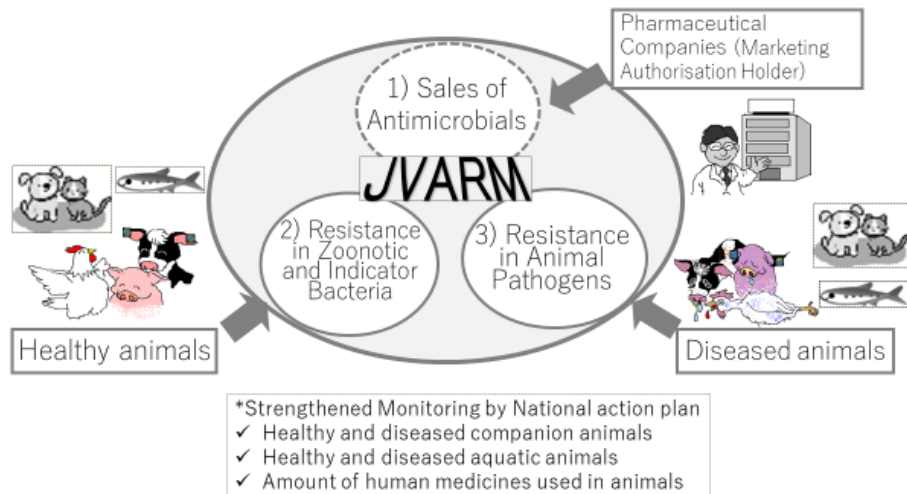 Pharmaceutical
Companies (Marketing
Authorisation Holder)
1) Sales of
Antimicrobials
JVARM
2) Resistance
in Zoonotic
and Indicator
Bacteria
3) Resistance
in Animal
Pathogens
Healthy animals
Diseased animals
*Strengthened Monitoring by National action plan
✓ Healthy and diseased companion animals
✓ Healthy and diseased aquatic animals
✓ Amount of human medicines used in animals